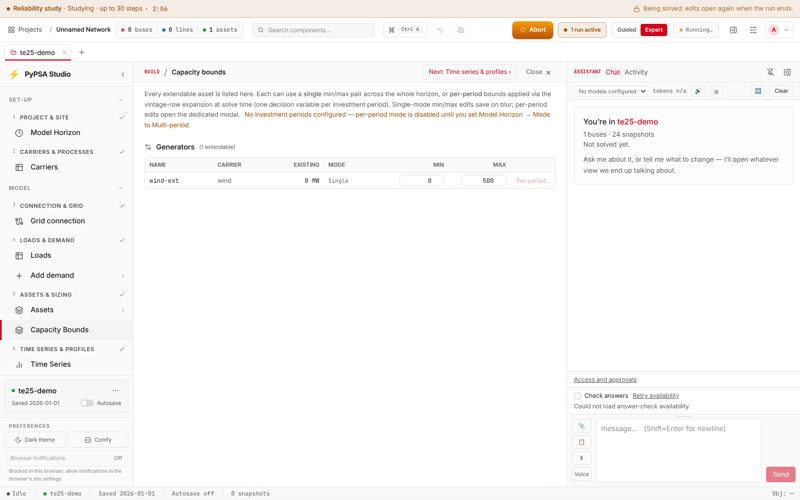 Reliability study · Studying · up to 30 steps · 2:06
Being solved: edits open again when the run ends.
Projects / Unnamed Network
0 buses
0 lines
1 assets
Search components...
⌘ Ctrl K
Abort
1 run active
Guided
Expert
Running…
A
te25-demo ×
+
PyPSA Studio
SET-UP
1 PROJECT & SITE
Model Horizon
2 CARRIERS & PROCESSES
Carriers
MODEL
3 CONNECTION & GRID
Grid connection
4 LOADS & DEMAND
Loads
Add demand
5 ASSETS & SIZING
Assets
Capacity Bounds
6 TIME SERIES & PROFILES
Time Series
te25-demo
Saved 2026-01-01
Autosave
PREFERENCES
Dark theme
Comfy
Browser notifications Off
Blocked in this browser: allow notifications in the
browser's site settings
BUILD / Capacity bounds
Next: Time series & profiles ›
Close ×
Every extendable asset is listed here. Each can use a single min/max pair across the whole horizon, or per-period bounds applied via the
vintage-row expansion at solve time (one decision variable per investment period). Single-mode min/max edits save on blur; per-period
edits open the dedicated modal. No investment periods configured — per-period mode is disabled until you set Model Horizon → Mode
to Multi-period.
Generators (1 extendable)
NAME CARRIER EXISTING MODE MIN MAX
wind-ext wind 0 MW Single 0 500 Per-period…
ASSISTANT Chat Activity
No models configured
tokens n/a
Clear
You're in te25-demo
1 buses · 24 snapshots
Not solved yet.
Ask me about it, or tell me what to change — I'll open whatever
view we end up talking about.
Access and approvals
Check answers Retry availability
Could not load answer-check availability.
message... (Shift+Enter for newline)
Voice
Send
Idle
te25-demo
Saved 2026-01-01
Autosave off
0 snapshots
Obj: —